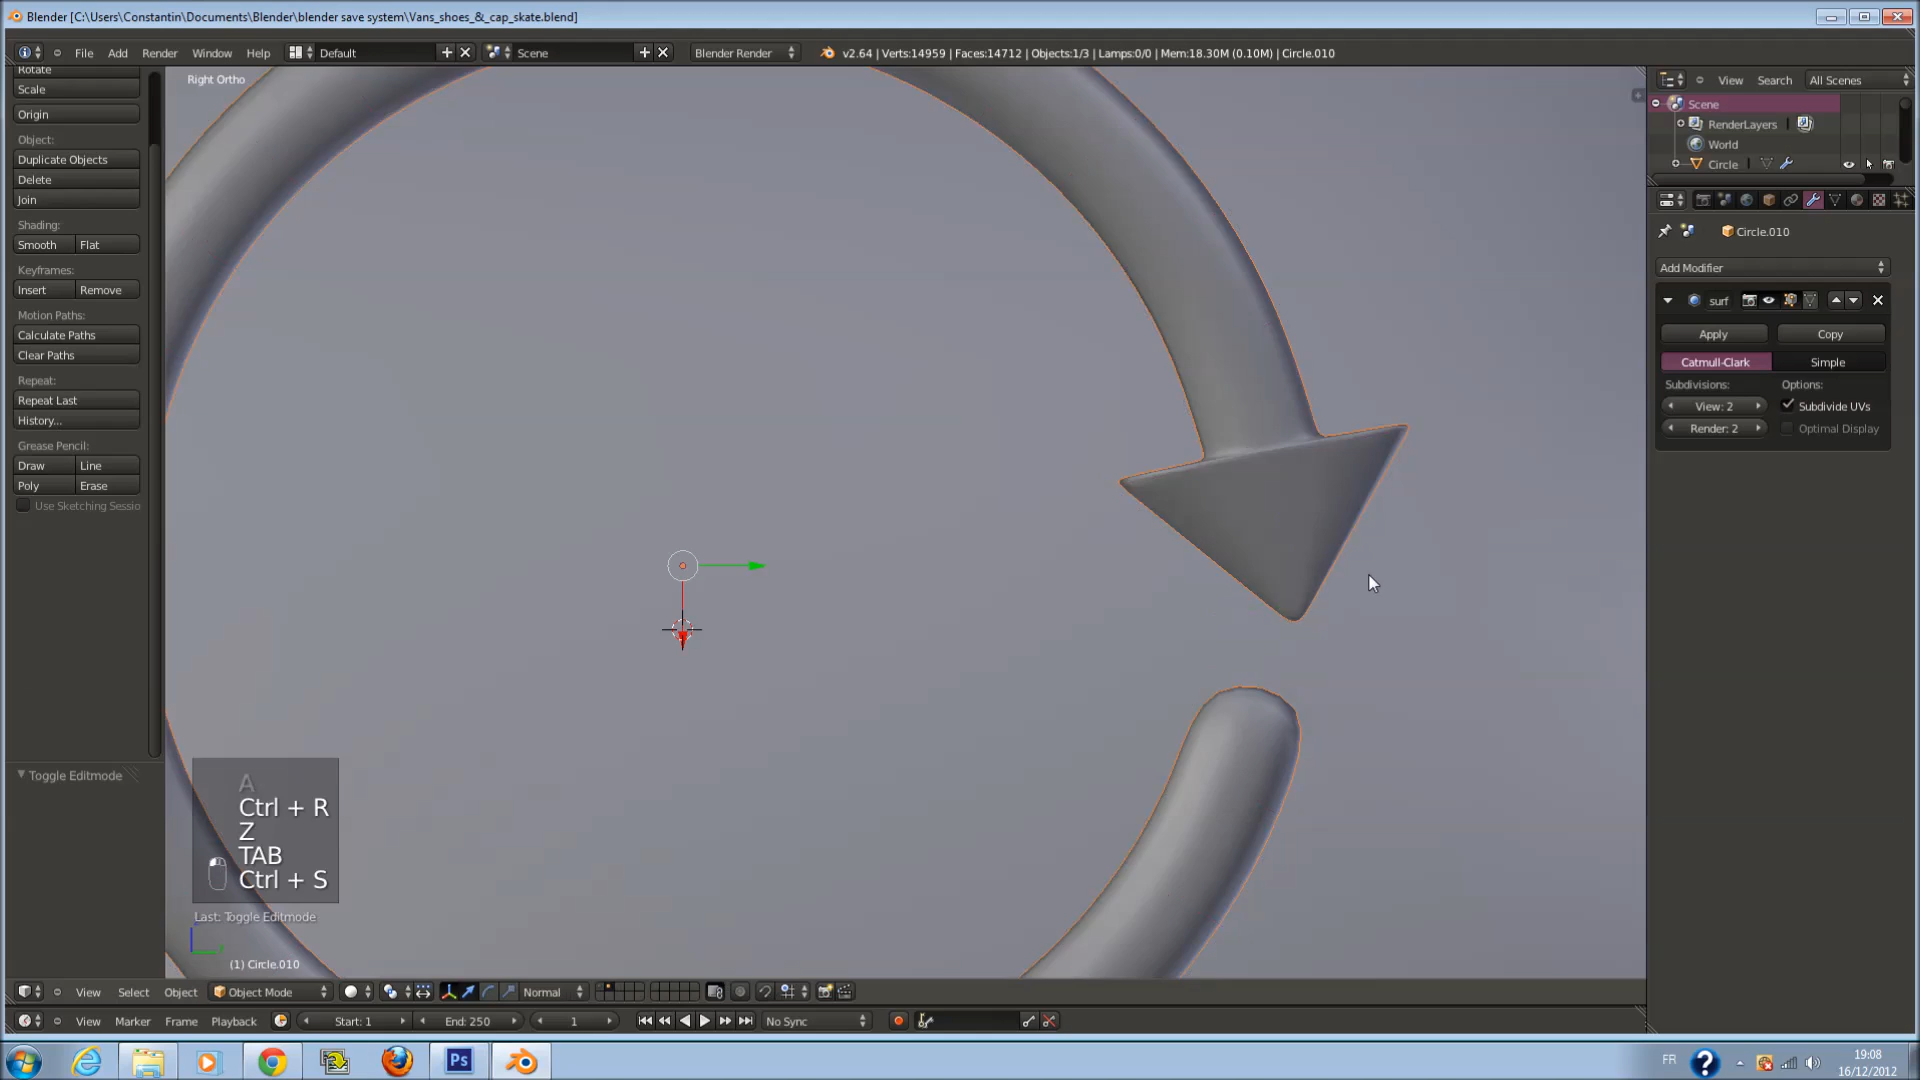 Blender [C:\Users\Constantin\Documents\Blender\blender save system\Vans_shoes_&_cap_skate.blend]
File Add Render Window Help Default Scene Blender Render v2.64 | Verts:14959 | Faces:14712 | Objects:1/3 | Lamps:0/0 | Mem:18.30M (0.10M) | Circle.010
Rotate
Scale
Origin
Object:
Duplicate Objects
Delete
Join
Shading:
Smooth Flat
Keyframes:
Insert Remove
Motion Paths:
Calculate Paths
Clear Paths
Repeat:
Repeat Last
History...
Grease Pencil:
Draw Line
Poly Erase
Use Sketching Sessio
Toggle Editmode
Right Ortho
A
Ctrl + R
Z
TAB
Ctrl + S
Last: Toggle Editmode
(1) Circle.010
View Search All Scenes
Scene
RenderLayers
World
Circle
Circle.010
Add Modifier
surf
Apply Copy
Catmull-Clark Simple
Subdivisions: Options:
View: 2 Subdivide UVs
Render: 2 Optimal Display
View Select Object Object Mode Normal
View Marker Frame Playback Start: 1 End: 250 1 No Sync
Ps FR ? 19:08
16/12/2012